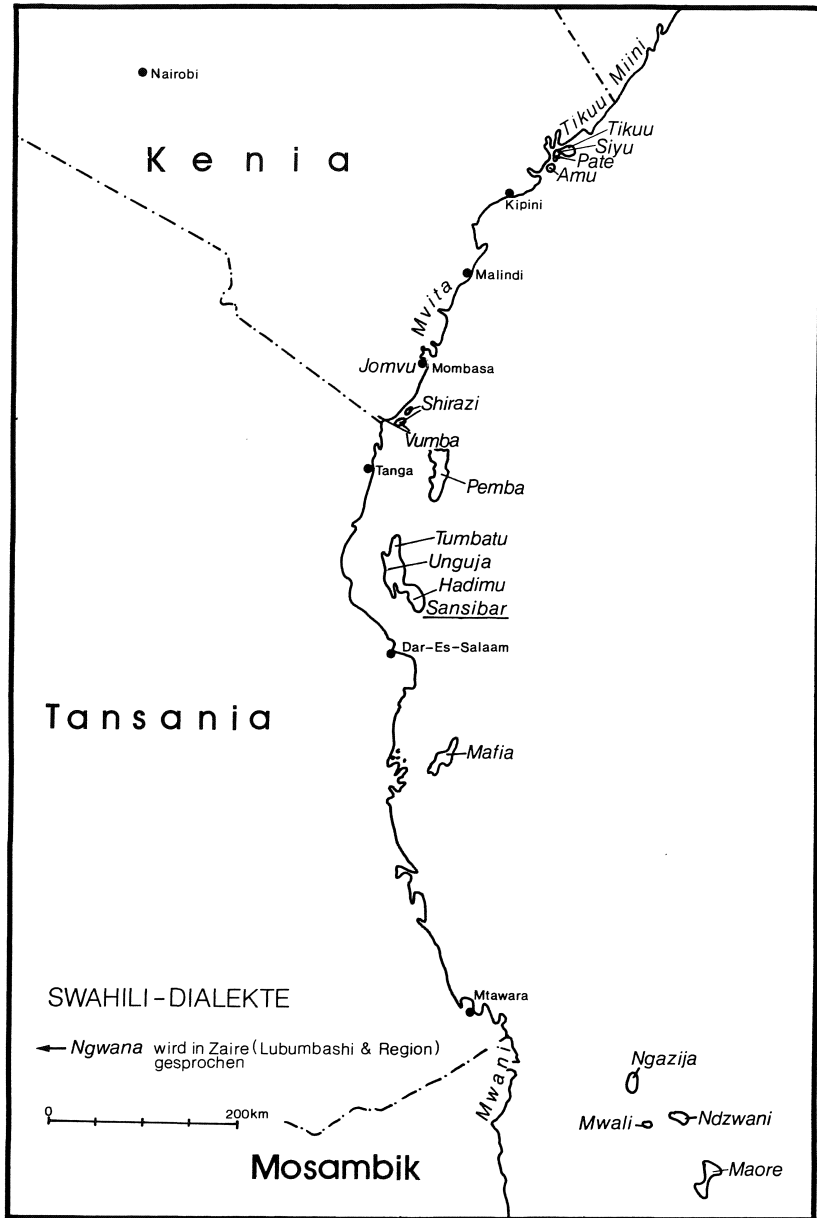 Nairobi
Miini
Tikuu
Tikuu
Kenia
Siyu
Pate
Amu
Kipini
Malindi
Mvita
Jomvu
Mombasa
Shirazi
Vumba
Tanga
Pemba
Tumbatu
Unguja
Hadimu
Sansibar
Dar-Es-Salaam
Tansania
Mafia
SWAHILI-DIALEKTE
Mtawara
Ngwana wird in Zaire (Lubumbashi & Region)
gesprochen
Mwani
Ngazija
0 200km
Mwali
Ndzwani
Mosambik
Maore